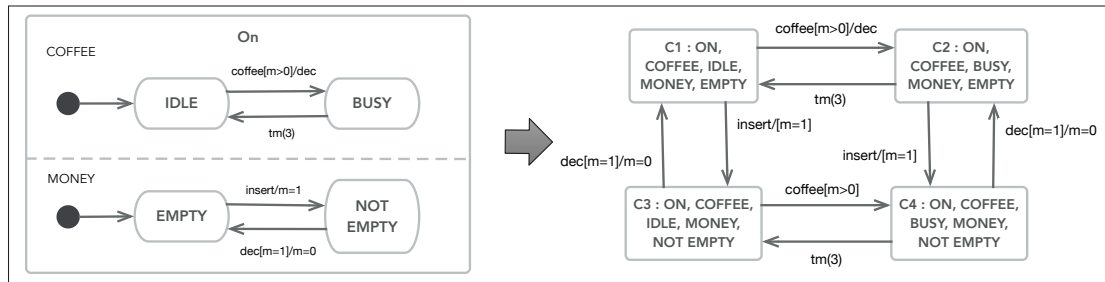 On
COFFEE
coffee[m>0]/dec
IDLE
BUSY
tm(3)
MONEY
insert/m=1
EMPTY
NOT
EMPTY
dec[m=1]/m=0
C1 : ON,
COFFEE, IDLE,
MONEY, EMPTY
coffee[m>0]/dec
C2 : ON,
COFFEE, BUSY,
MONEY, EMPTY
tm(3)
insert/[m=1]
dec[m=1]/m=0
insert/[m=1]
dec[m=1]/m=0
C3 : ON, COFFEE,
IDLE, MONEY,
NOT EMPTY
coffee[m>0]
C4 : ON, COFFEE,
BUSY, MONEY,
NOT EMPTY
tm(3)